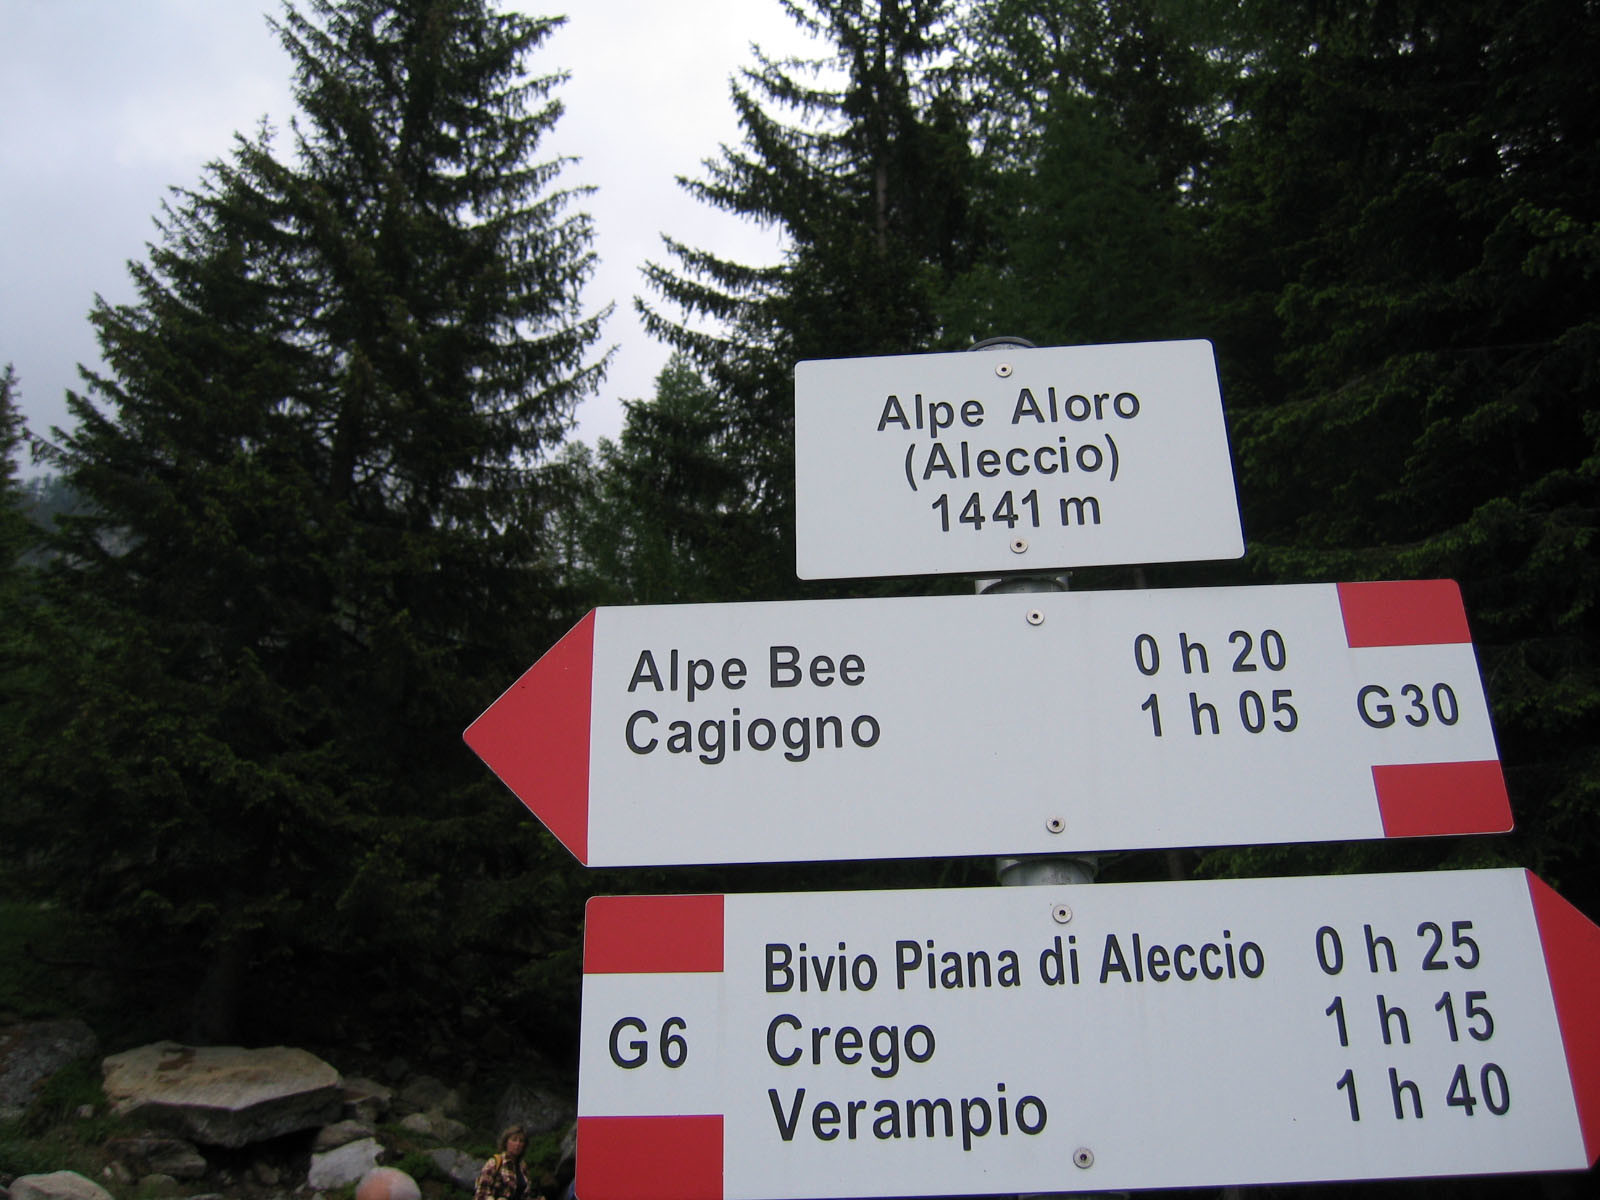 Alpe Aloro
(Aleccio)
1441 m
Alpe Bee 0 h 20
Cagiogno 1 h 05
G30
Bivio Piana di Aleccio 0 h 25
G6
Crego 1 h 15
Verampio 1 h 40